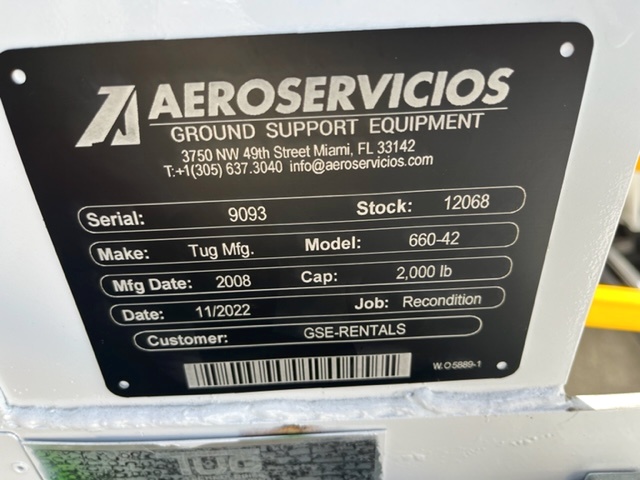 AEROSERVICIOS
GROUND SUPPORT EQUIPMENT
3750 NW 49th Street Miami, FL 33142
T:+1(305) 637.3040 info@aeroservicios.com
Serial: 9093 Stock: 12068
Make: Tug Mfg. Model: 660-42
Mfg Date: 2008 Cap: 2,000 lb
Date: 11/2022 Job: Recondition
Customer: GSE-RENTALS
W.O 5889-1